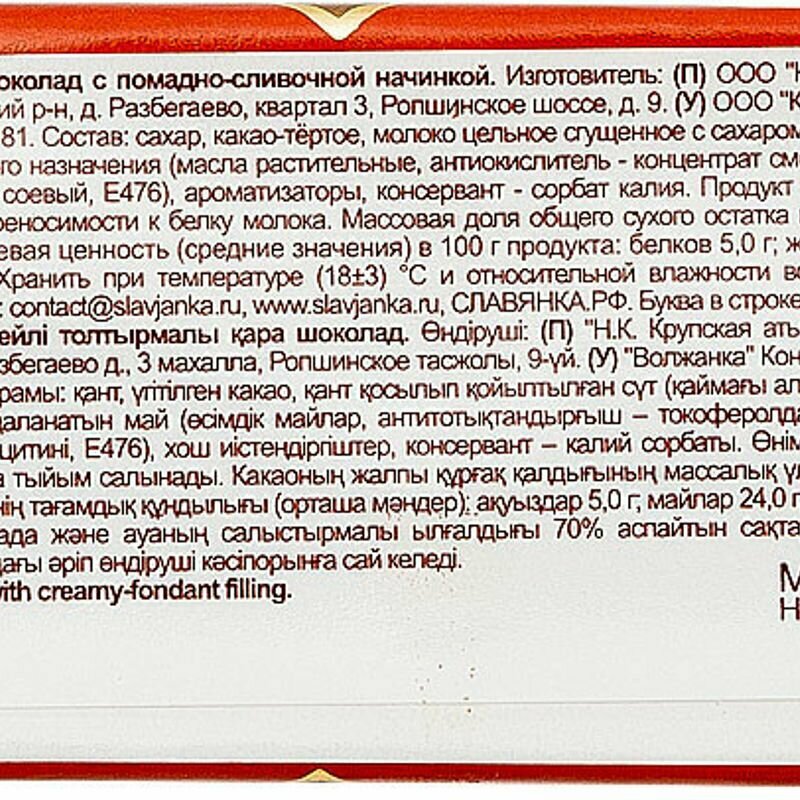 околад с помадно-сливочной начинкой. Изготовитель: (П) ООО "Н
ий р-н, д. Разбегаево, квартал 3, Ропшинское шоссе, д. 9. (У) ООО "К
81. Состав: сахар, какао-тёртое, молоко цельное сгущенное с сахаром
го назначения (масла растительные, антиокислитель - концентрат см
соевый, Е476), ароматизаторы, консервант - сорбат калия. Продукт
реносимости к белку молока. Массовая доля общего сухого остатка
евая ценность (средние значения) в 100 г продукта: белков 5,0 г; ж
Хранить при температуре (18±3) °С и относительной влажности во
: contact@slavjanka.ru, www.slavjanka.ru, СЛАВЯНКА.РФ. Буква в строке
ейлі толтырмалы қара шоколад. Өндіруші: (П) "Н.К. Крупская аты
збегаево д., 3 махалла, Ропшинское тасжолы, 9-үй. (У) "Волжанка" Кон
рамы: қант, үгітілген какао, қант қосылып қойылтылған сүт (қаймағы ал
даланатын май (өсімдік майлар, антитотықтандырғыш – токоферолда
цитині, Е476), хош иістендіргіштер, консервант – калий сорбаты. Өнім
а тыйым салынады. Какаоның жалпы құрғақ қалдығының массалық үл
нің тағамдық құндылығы (орташа мәндер): ақуыздар 5,0 г; майлар 24,0 г
ада және ауаның салыстырмалы ылғалдығы 70% аспайтын сақта
дағы әріп өндіруші кәсіпорынға сай келеді.
with creamy-fondant filling.
М
Н